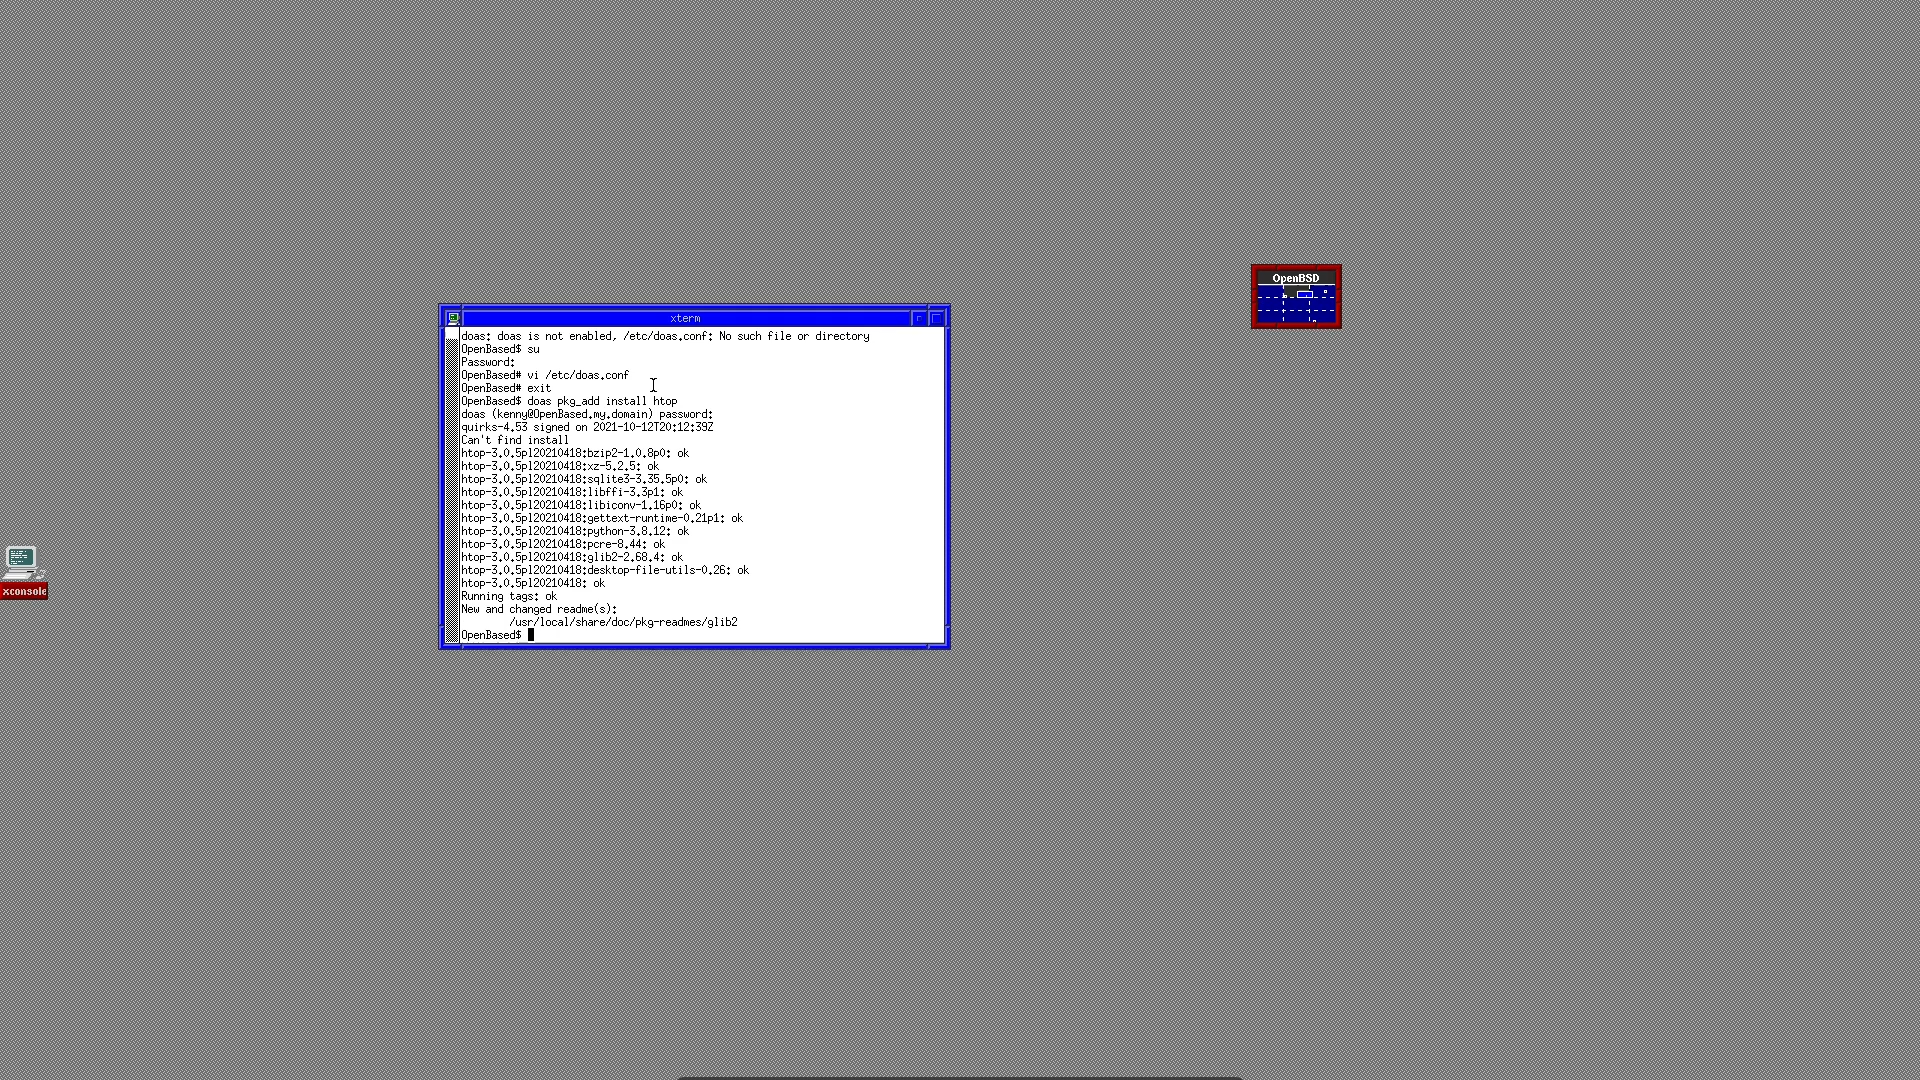 OpenBSD
xterm
doas: doas is not enabled, /etc/doas.conf: No such file or directory
OpenBased$ su
Password:
OpenBased# vi /etc/doas.conf
OpenBased# exit
OpenBased$ doas pkg_add install htop
doas (kenny@OpenBased.my.domain) password:
quirks-4.53 signed on 2021-10-12T20:12:39Z
Can't find install
htop-3.0.5pl20210418:bzip2-1.0.8p0: ok
htop-3.0.5pl20210418:xz-5.2.5: ok
htop-3.0.5pl20210418:sqlite3-3.35.5p0: ok
htop-3.0.5pl20210418:libffi-3.3p1: ok
htop-3.0.5pl20210418:libiconv-1.16p0: ok
htop-3.0.5pl20210418:gettext-runtime-0.21p1: ok
htop-3.0.5pl20210418:python-3.8.12: ok
htop-3.0.5pl20210418:pcre-8.44: ok
htop-3.0.5pl20210418:glib2-2.68.4: ok
htop-3.0.5pl20210418:desktop-file-utils-0.26: ok
htop-3.0.5pl20210418: ok
Running tags: ok
New and changed readme(s):
/usr/local/share/doc/pkg-readmes/glib2
OpenBased$
xconsole